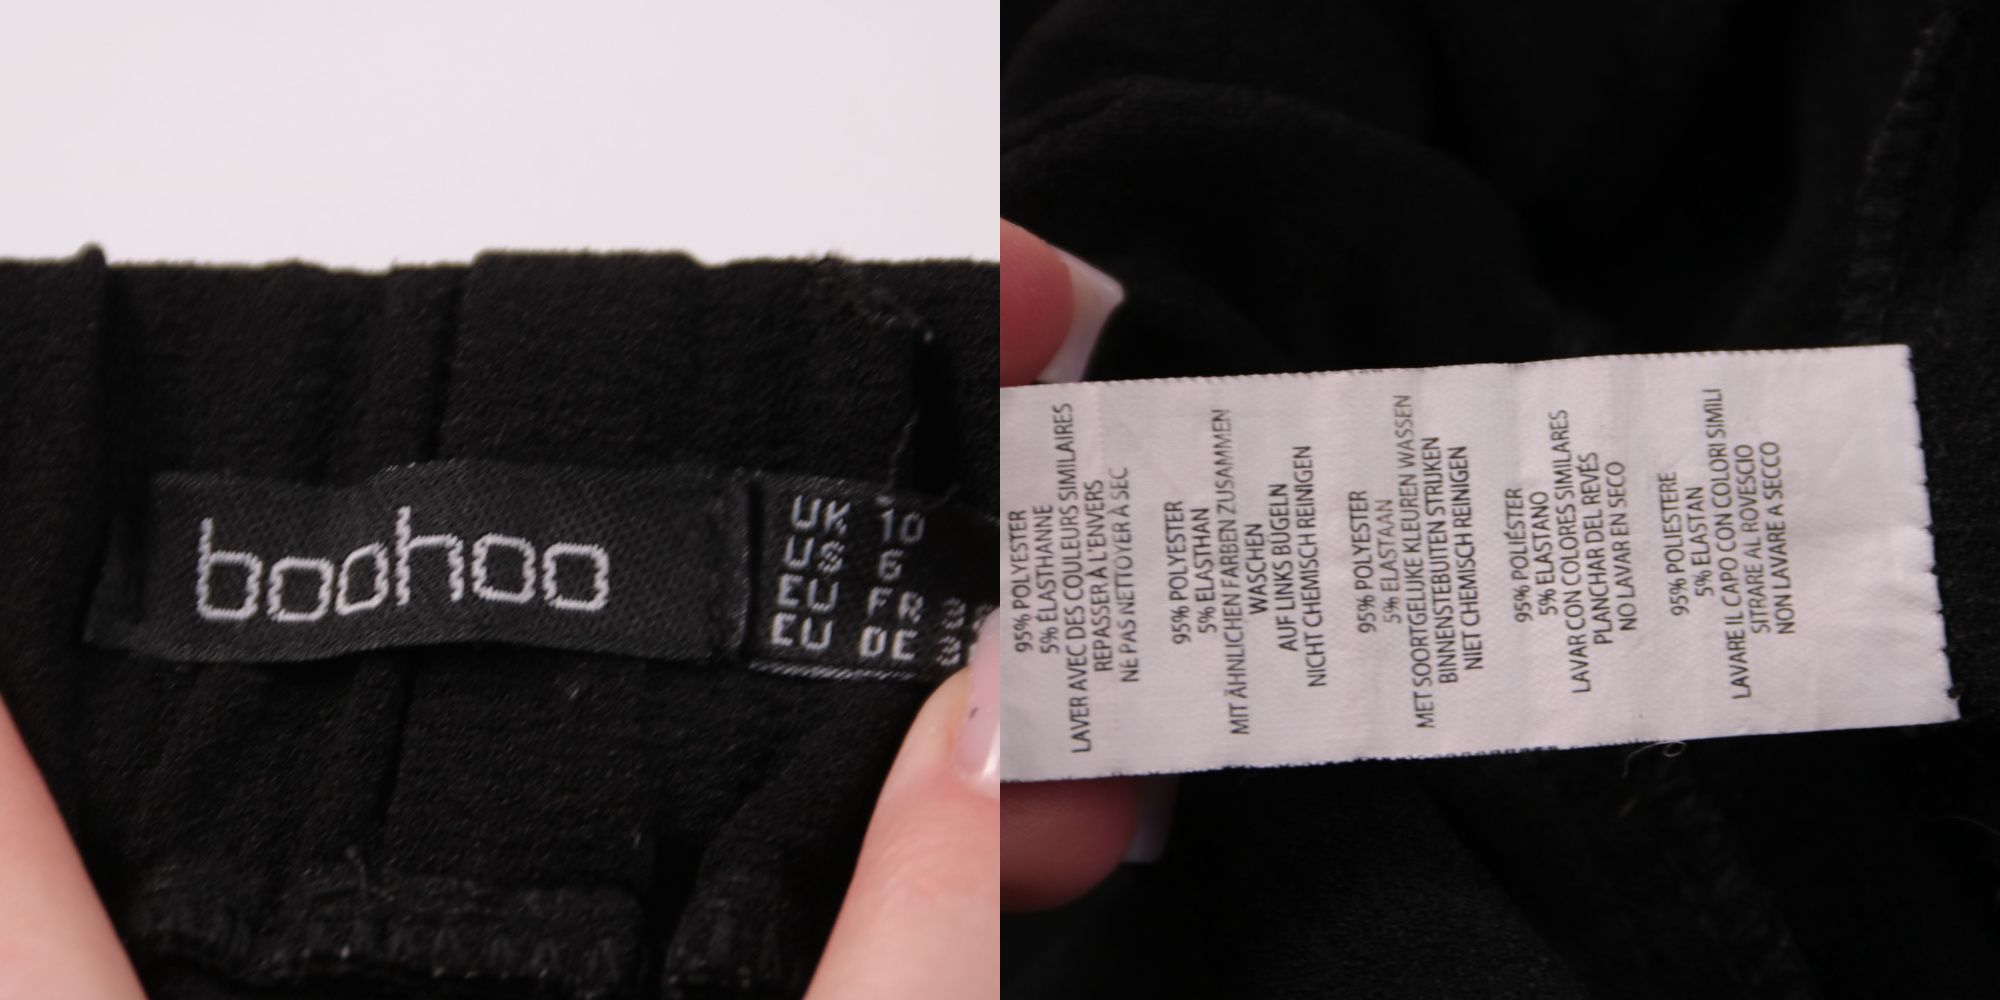 boohoo
UK 10
US 6
EU FR 38
EU DE
95% POLYESTER
5% ÉLASTHANNE
LAVER AVEC DES COULEURS SIMILAIRES
REPASSER À L'ENVERS
NE PAS NETTOYER À SEC
95% POLYESTER
5% ELASTHAN
MIT ÄHNLICHEN FARBEN ZUSAMMEN
WASCHEN
AUF LINKS BÜGELN
NICHT CHEMISCH REINIGEN
95% POLYESTER
5% ELASTAAN
MET SOORTGELIJKE KLEUREN WASSEN
BINNENSTEBUITEN STRIJKEN
NIET CHEMISCH REINIGEN
95% POLIÉSTER
5% ELASTANO
LAVAR CON COLORES SIMILARES
PLANCHAR DEL REVÉS
NO LAVAR EN SECO
95% POLIESTERE
5% ELASTAN
LAVARE IL CAPO CON COLORI SIMILI
SITRARE AL ROVESCIO
NON LAVARE A SECCO